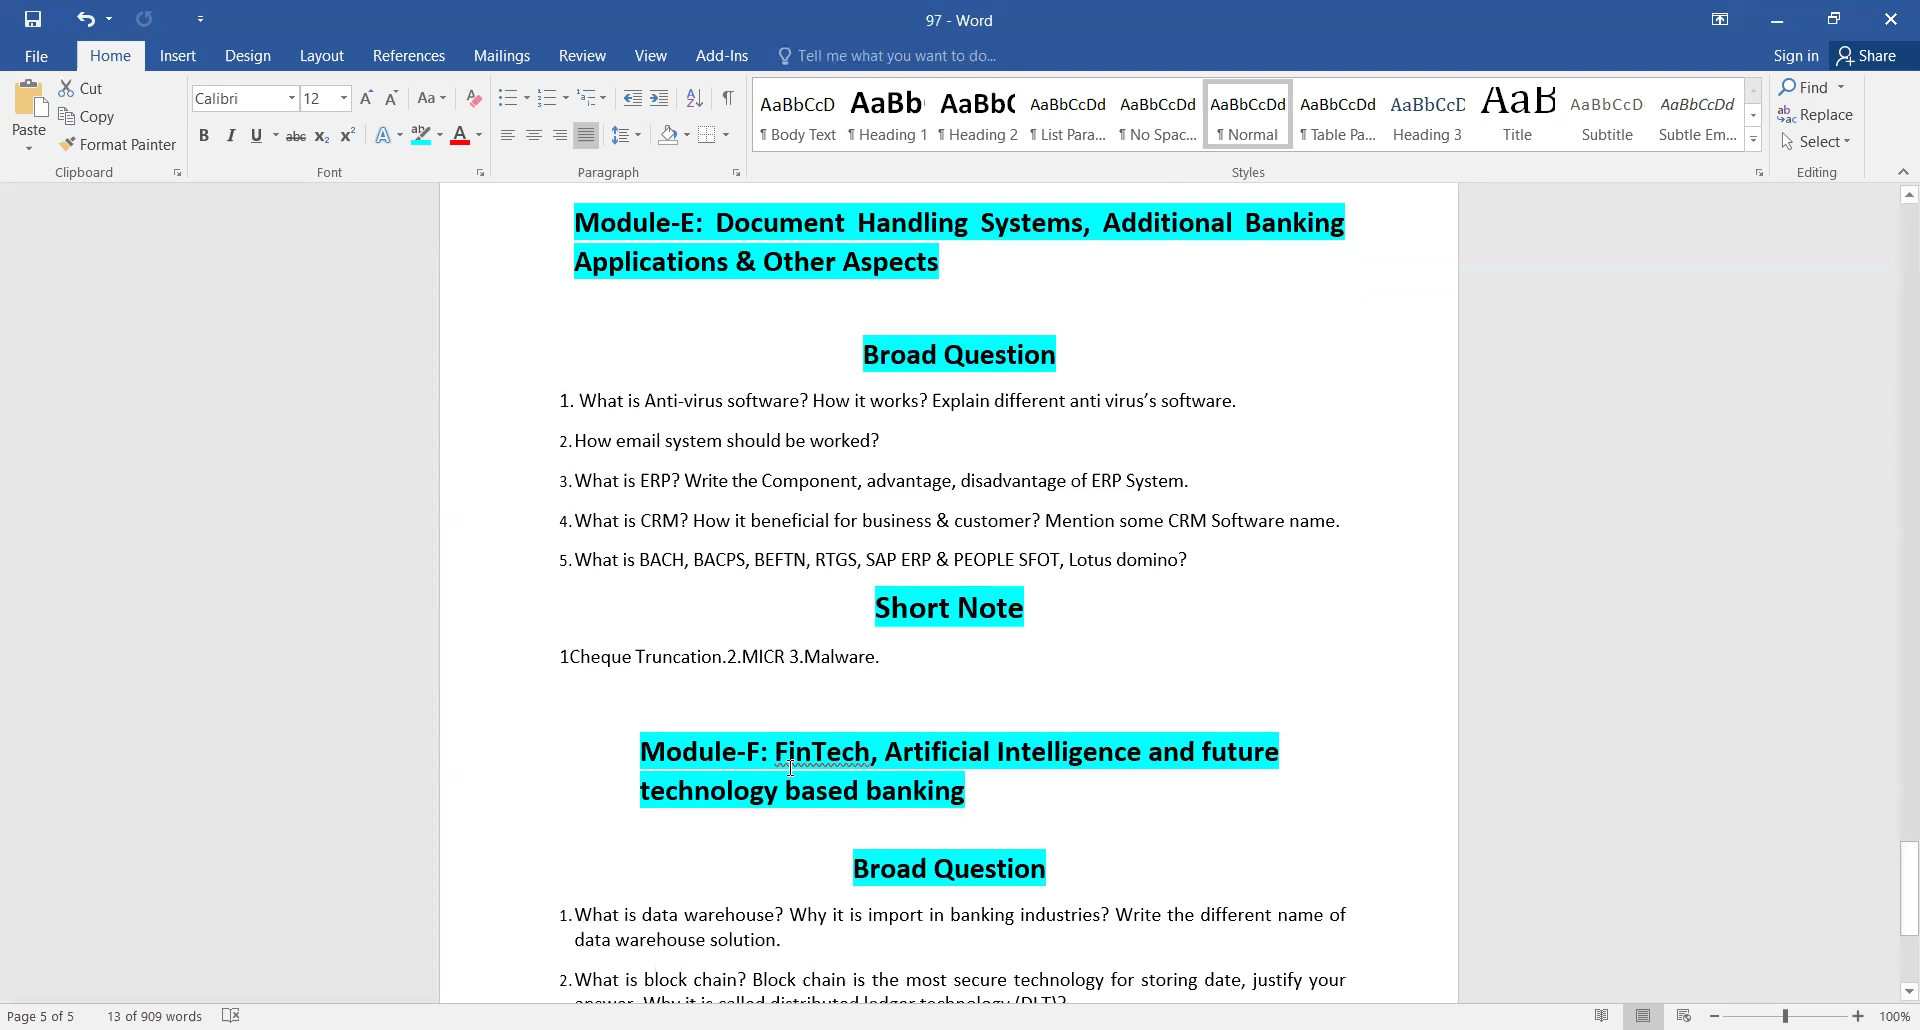 97 - Word
File Home Insert Design Layout References Mailings Review View Add-Ins Tell me what you want to do... Sign in Share
Paste Cut Copy Format Painter
Clipboard
Calibri 12
Font
Paragraph
AaBbCcD AaBb AaBbC AaBbCcDd AaBbCcDd AaBbCcDd AaBbCcDd AaBbCcC AaB AaBbCcD AaBbCcDd
¶ Body Text ¶ Heading 1 ¶ Heading 2 ¶ List Para... ¶ No Spac... ¶ Normal ¶ Table Pa... Heading 3 Title Subtitle Subtle Em...
Styles
Find
Replace
Select
Editing
Module-E: Document Handling Systems, Additional Banking
Applications & Other Aspects
Broad Question
1. What is Anti-virus software? How it works? Explain different anti virus’s software.
2. How email system should be worked?
3. What is ERP? Write the Component, advantage, disadvantage of ERP System.
4. What is CRM? How it beneficial for business & customer? Mention some CRM Software name.
5. What is BACH, BACPS, BEFTN, RTGS, SAP ERP & PEOPLE SFOT, Lotus domino?
Short Note
1Cheque Truncation.2.MICR 3.Malware.
Module-F: FinTech, Artificial Intelligence and future
technology based banking
Broad Question
1. What is data warehouse? Why it is import in banking industries? Write the different name of
data warehouse solution.
2. What is block chain? Block chain is the most secure technology for storing date, justify your
answer. Why it is called distributed ledger technology (DLT)?
Page 5 of 5 13 of 909 words 100%